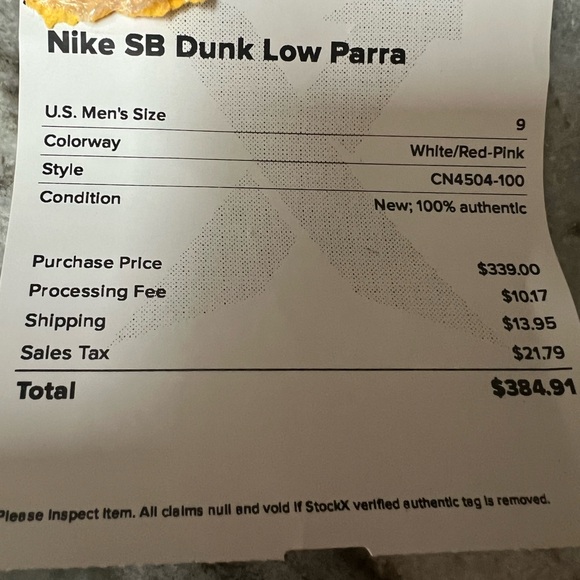 Nike SB Dunk Low Parra
U.S. Men's Size 9
Colorway White/Red-Pink
Style CN4504-100
Condition New; 100% authentic
Purchase Price $339.00
Processing Fee $10.17
Shipping $13.95
Sales Tax $21.79
Total $384.91
Please inspect item. All claims null and void if StockX verified authentic tag is removed.